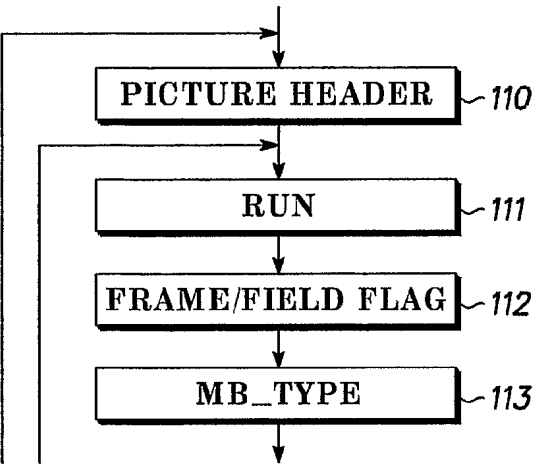 PICTURE HEADER 110
RUN 111
FRAME/FIELD FLAG 112
MB_TYPE 113